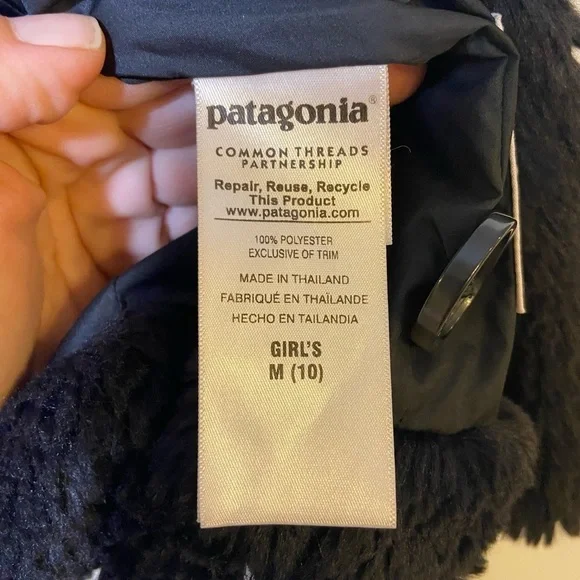 patagonia®
COMMON THREADS
PARTNERSHIP
Repair, Reuse, Recycle
This Product
www.patagonia.com
100% POLYESTER
EXCLUSIVE OF TRIM
MADE IN THAILAND
FABRIQUÉ EN THAÏLANDE
HECHO EN TAILANDIA
GIRL'S
M (10)